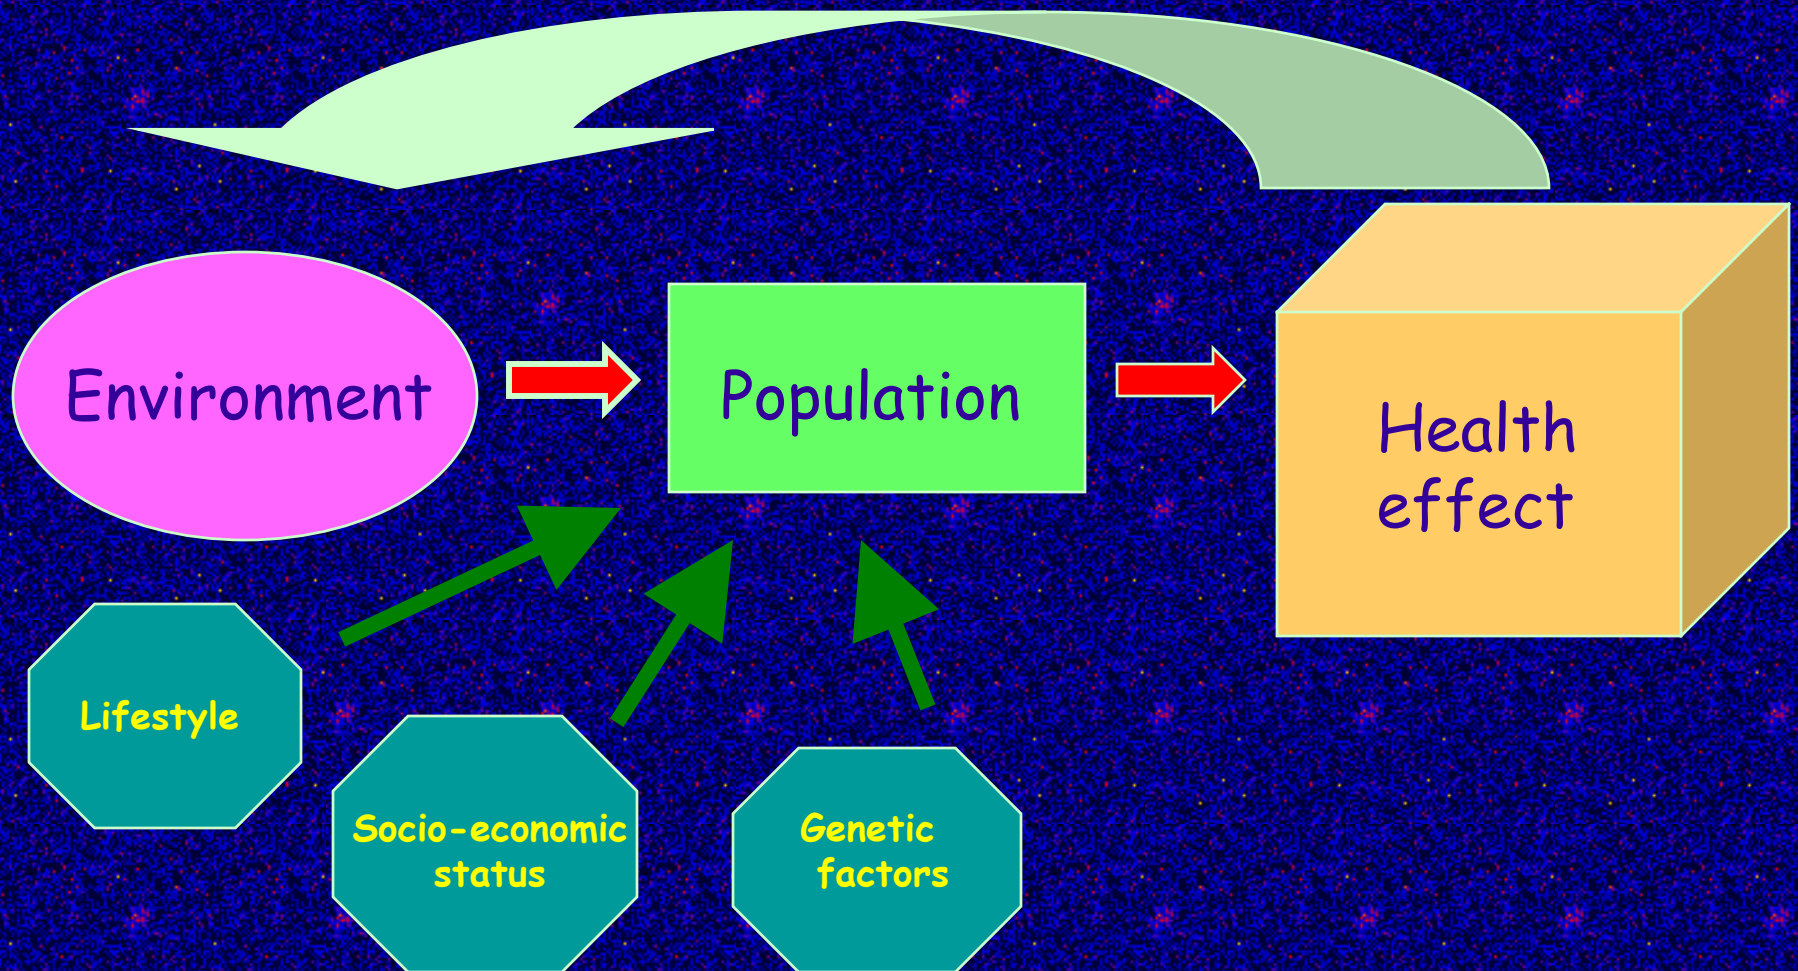 Environment
Population
Health
effect
Lifestyle
Socio-economic
status
Genetic
factors